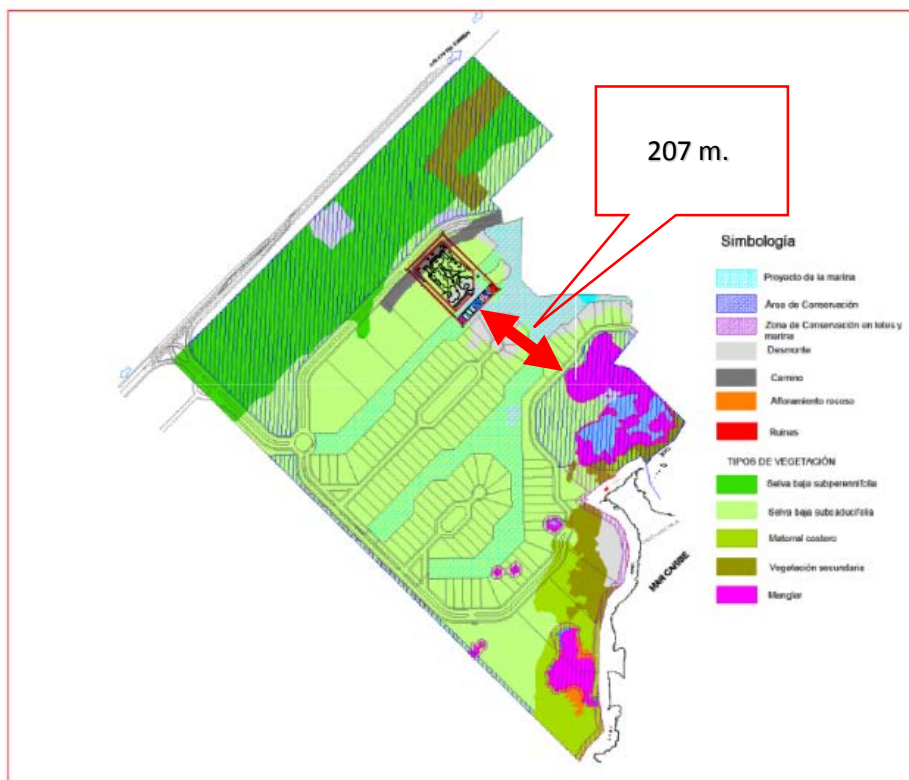 207 m.
Simbología
Proyecto de la marina
Área de Conservación
Zona de Conservación en lotes y
marina
Desmonte
Camino
Afloramiento rocoso
Ruinas
TIPOS DE VEGETACIÓN
Selva baja subperennifolia
Selva baja subcaducifolia
Matorral costero
Vegetación secundaria
Manglar
MAR CARIBE